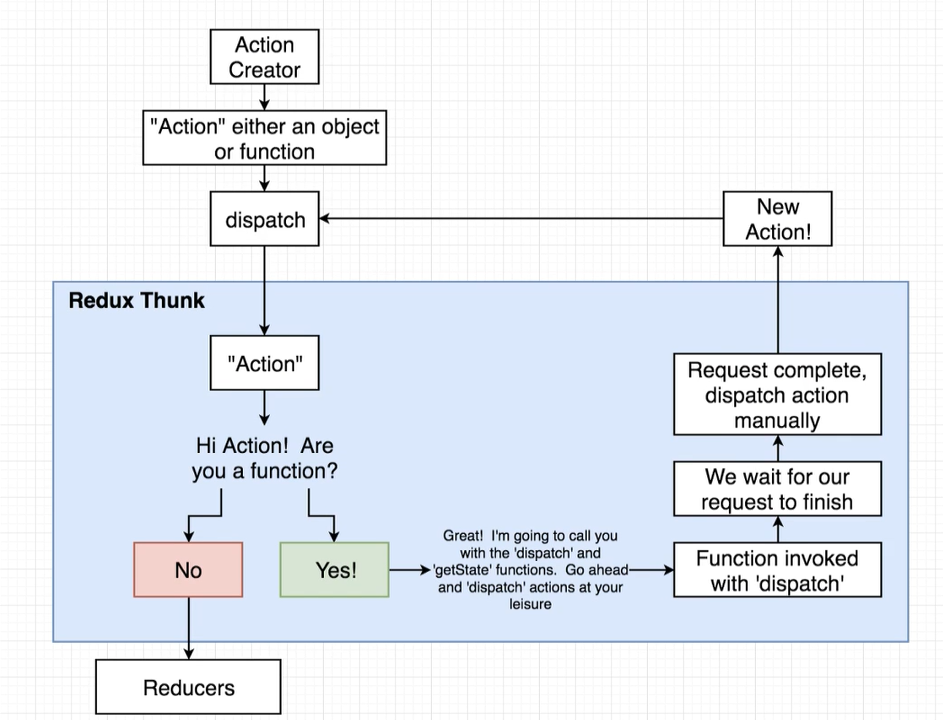 Action
Creator
"Action" either an object
or function
dispatch
New
Action!
Redux Thunk
"Action"
Hi Action! Are
you a function?
No
Yes!
Great! I'm going to call you
with the 'dispatch' and
'getState' functions. Go ahead
and 'dispatch' actions at your
leisure
Request complete,
dispatch action
manually
We wait for our
request to finish
Function invoked
with 'dispatch'
Reducers